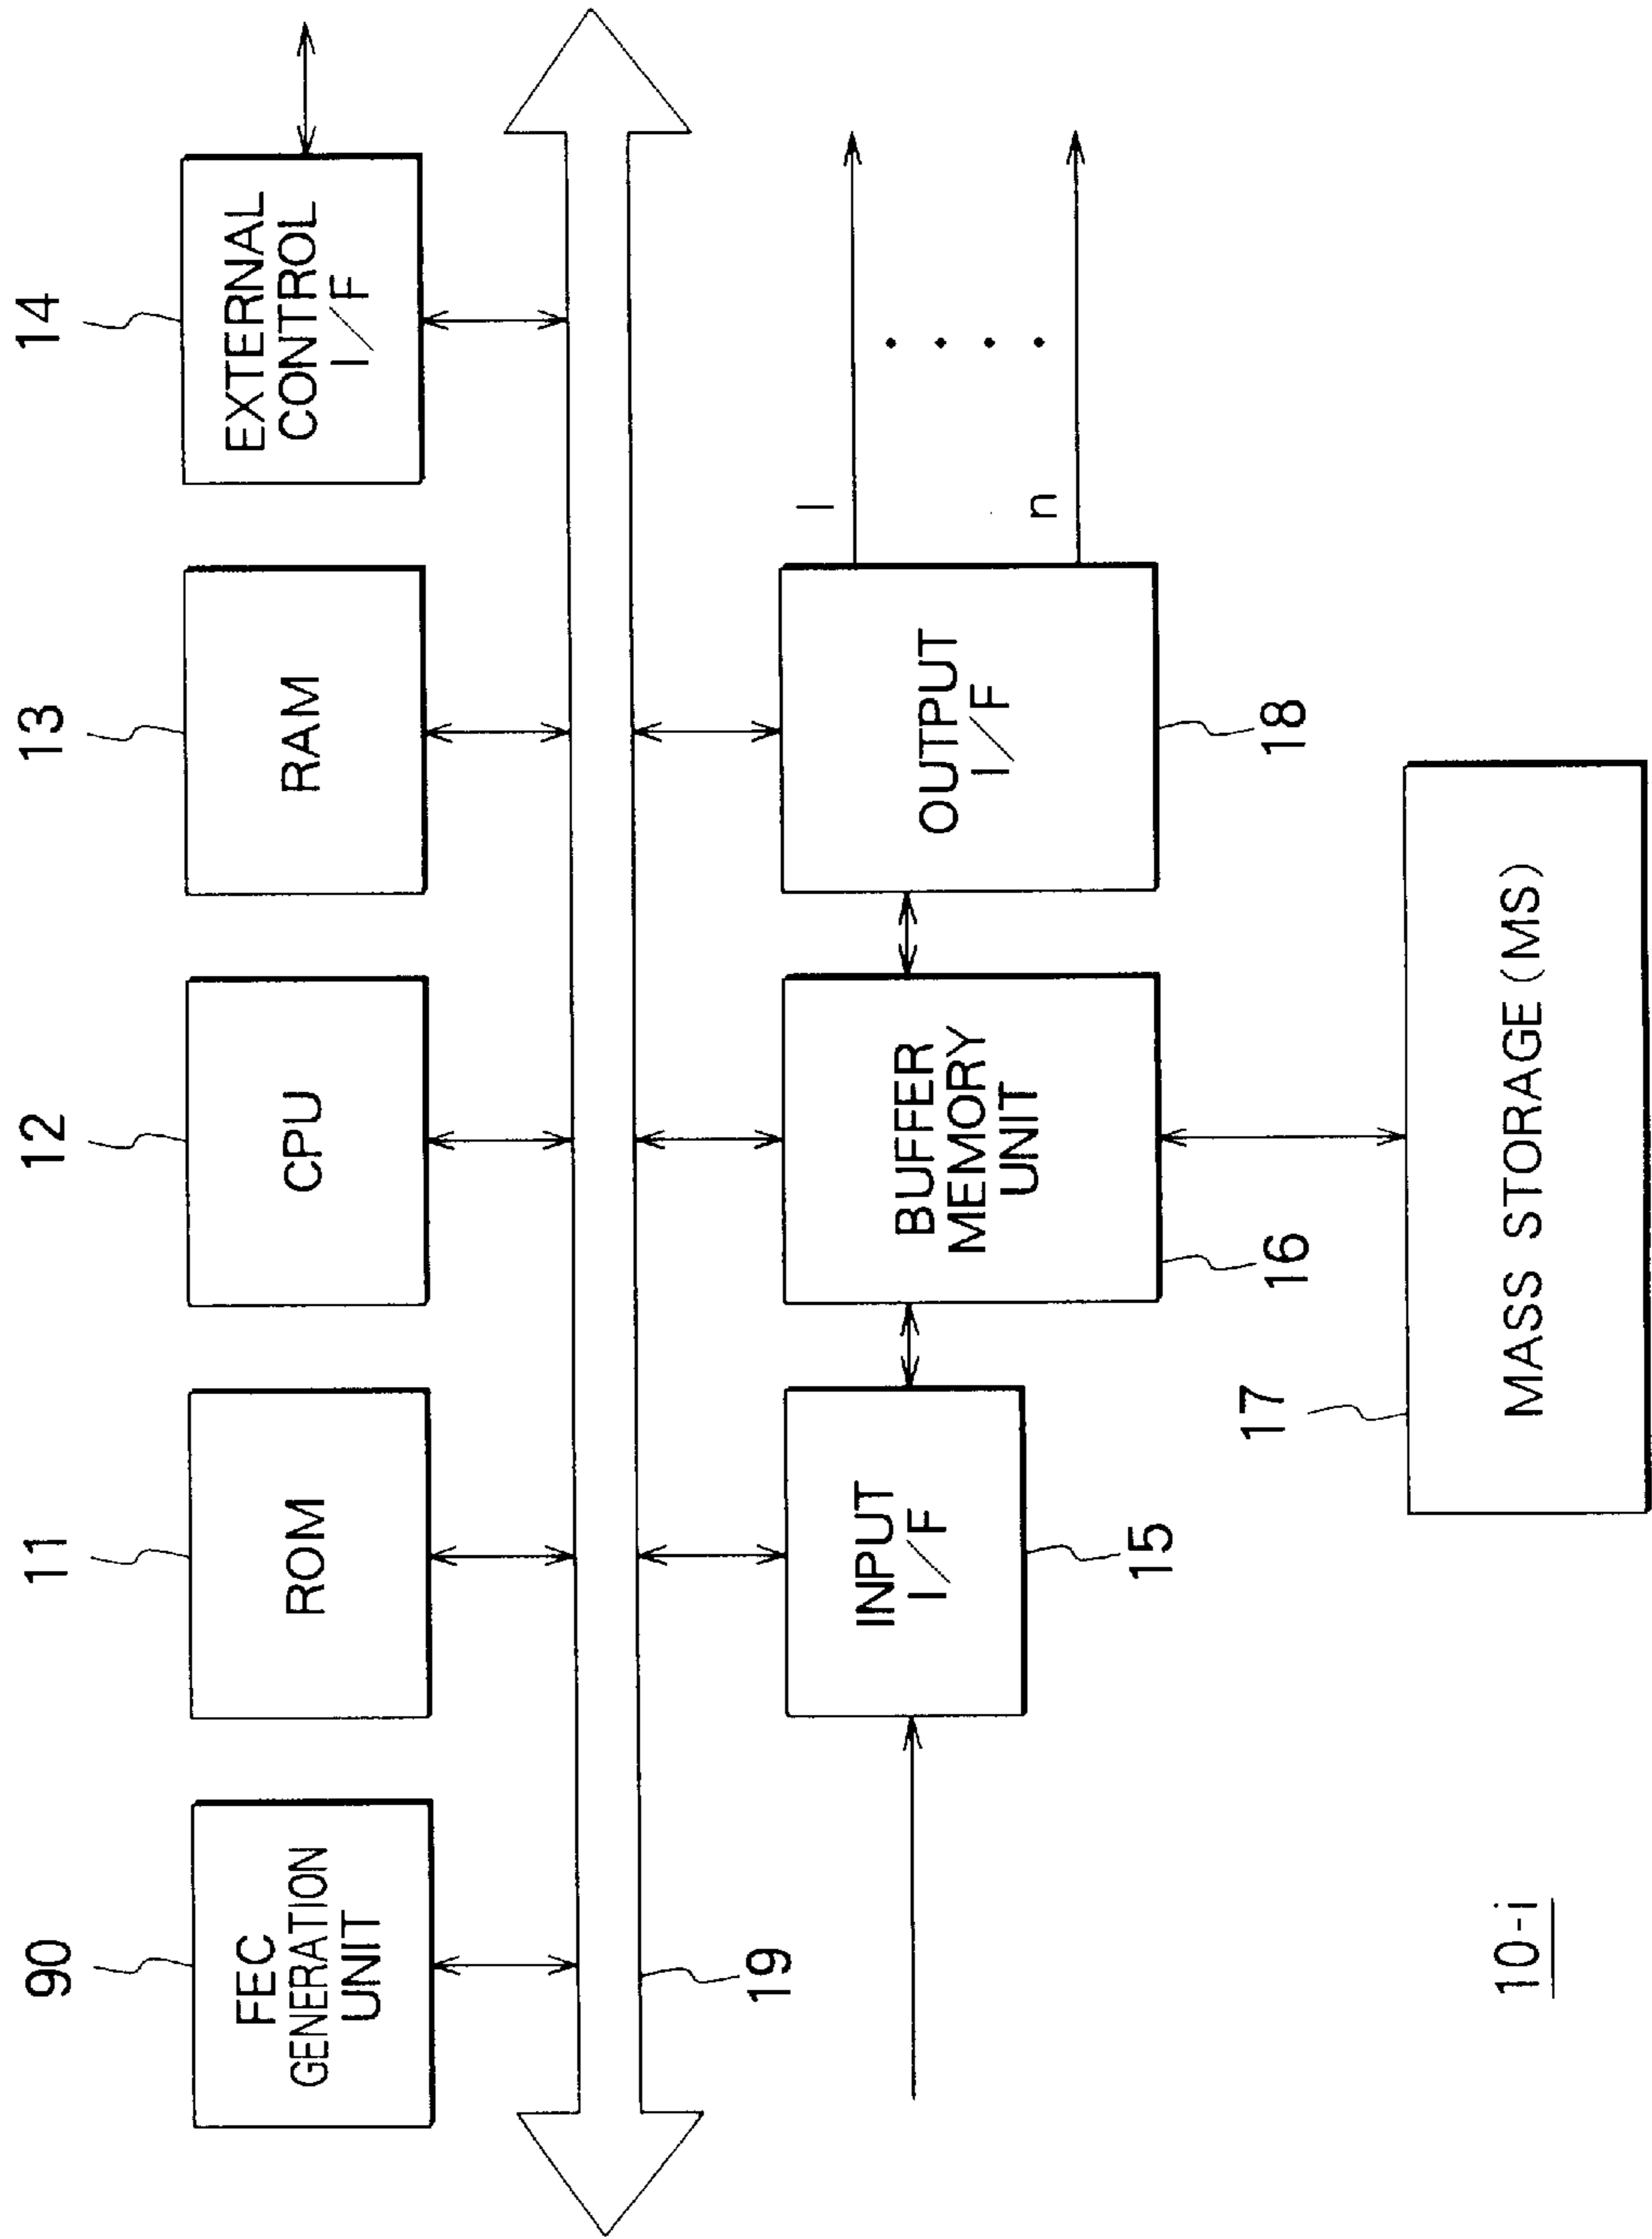 90
11
12
13
14
FEC
GENERATION
UNIT
ROM
CPU
RAM
EXTERNAL
CONTROL
I/F
19
INPUT
I/F
15
BUFFER
MEMORY
UNIT
16
OUTPUT
I/F
18
1
n
17
MASS STORAGE (MS)
10-i